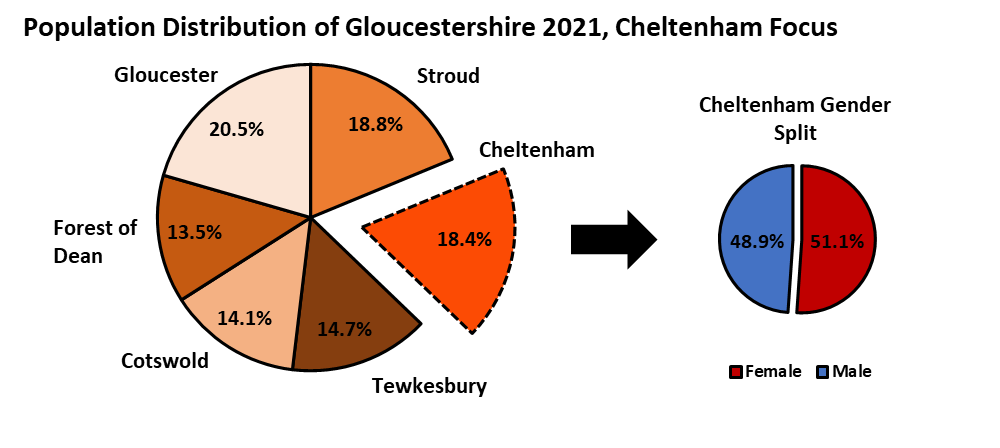 Population Distribution of Gloucestershire 2021, Cheltenham Focus
Gloucester
Stroud
20.5%
18.8%
Cheltenham
18.4%
Forest of
Dean
13.5%
14.1%
14.7%
Cotswold
Tewkesbury
Cheltenham Gender
Split
48.9%
51.1%
Female
Male